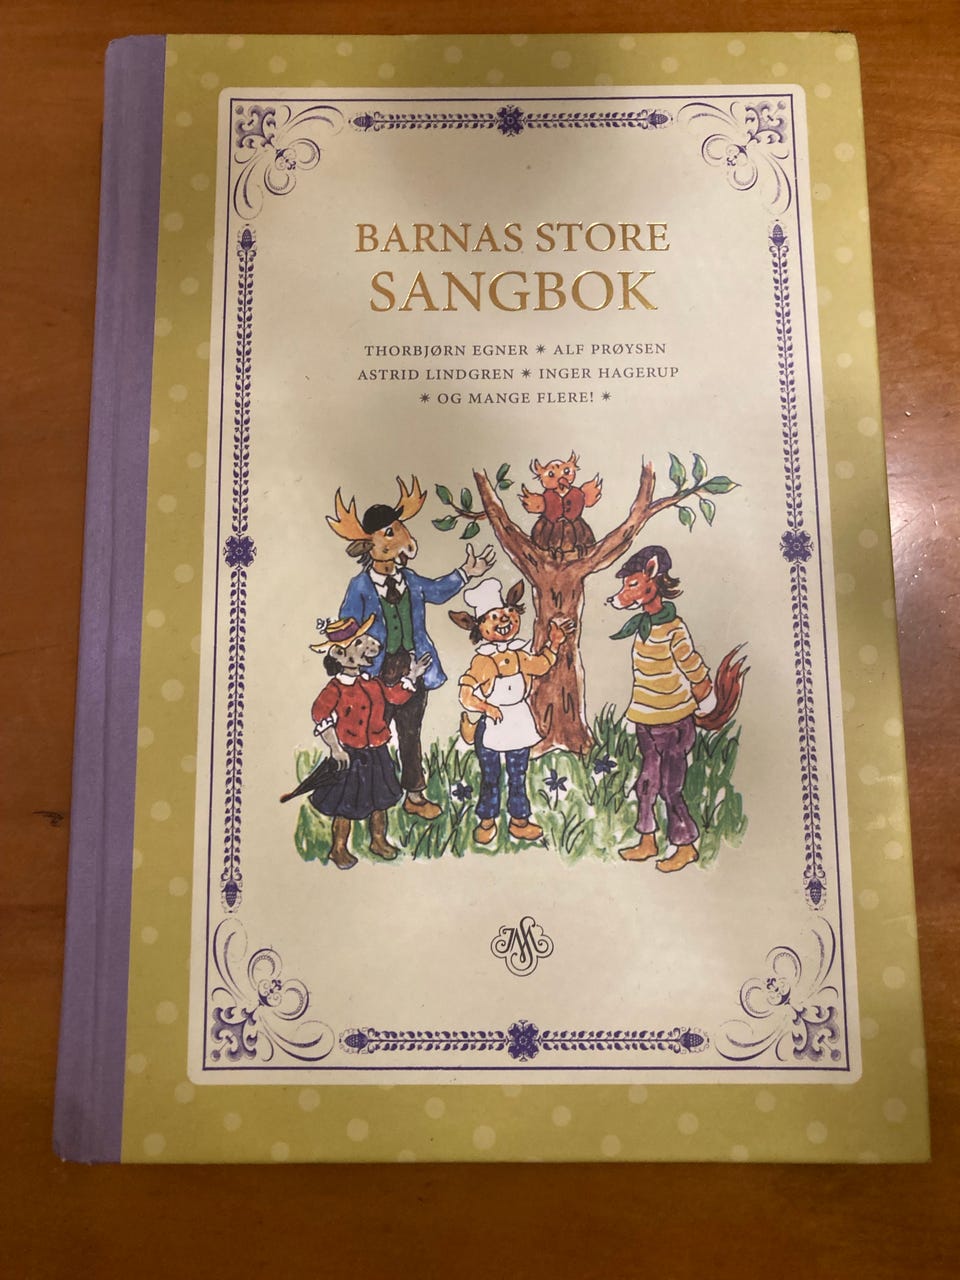 BARNAS STORE
SANGBOK
THORBJØRN EGNER ✴ ALF PRØYSEN
ASTRID LINDGREN ✴ INGER HAGERUP
✴ OG MANGE FLERE! ✴